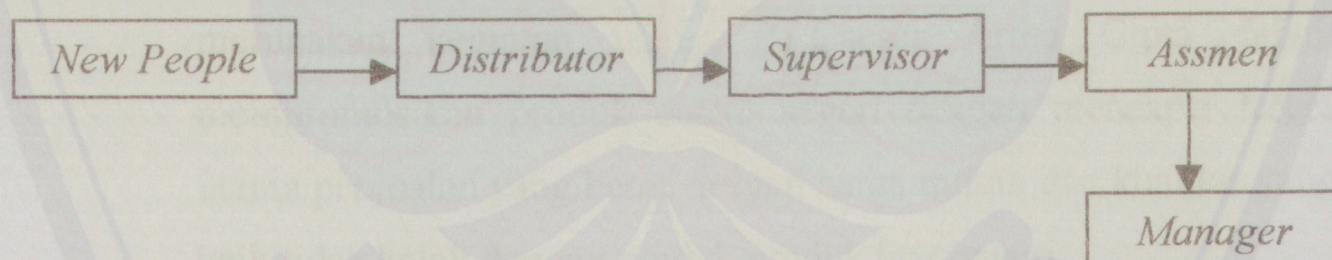 New People
Distributor
Supervisor
Assmen
Manager